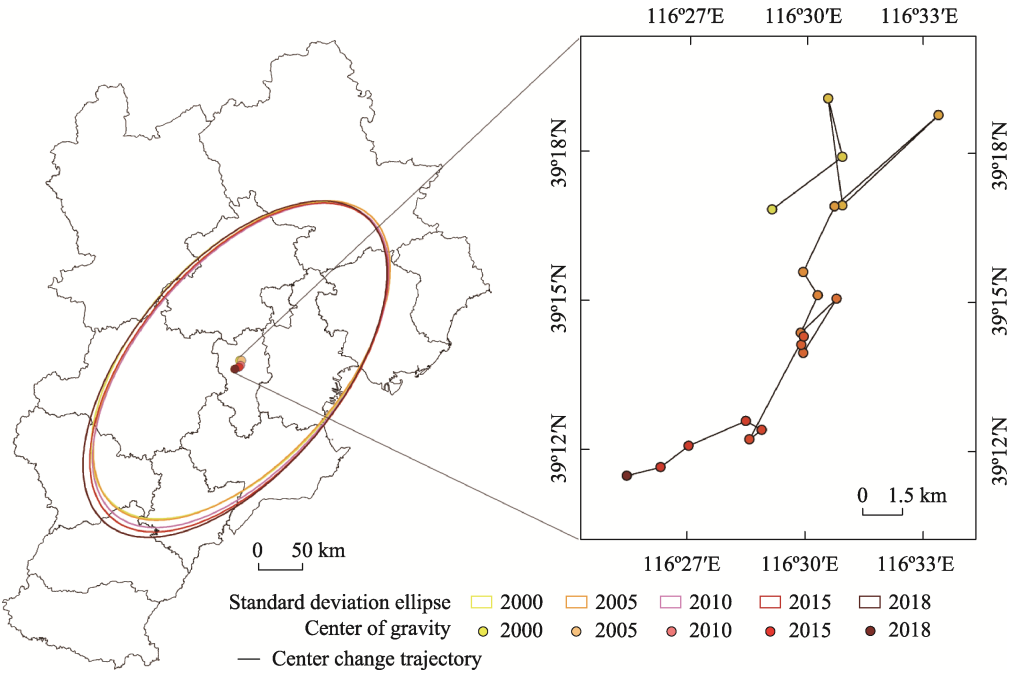 116º27′E 116º30′E 116º33′E
39º18′N 39º18′N
39º15′N 39º15′N
39º12′N 39º12′N
0 1.5 km
116º27′E 116º30′E 116º33′E
0 50 km
Standard deviation ellipse 2000 2005 2010 2015 2018
Center of gravity 2000 2005 2010 2015 2018
Center change trajectory